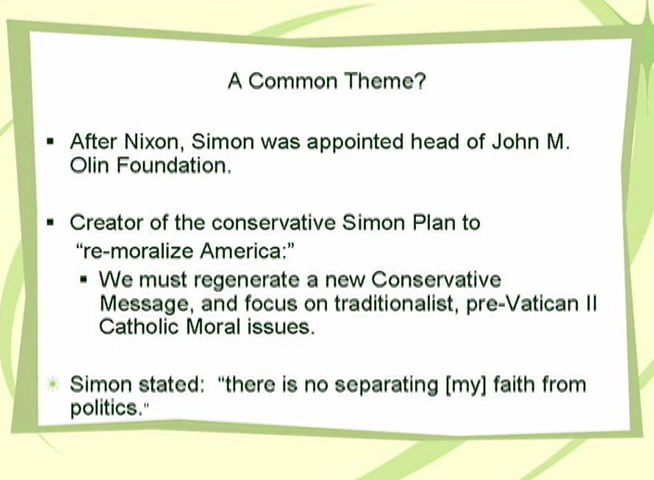 A Common Theme?
▪ After Nixon, Simon was appointed head of John M.
Olin Foundation.
▪ Creator of the conservative Simon Plan to
“re-moralize America:”
▪ We must regenerate a new Conservative
Message, and focus on traditionalist, pre-Vatican II
Catholic Moral issues.
✳ Simon stated:  “there is no separating [my] faith from
politics.”